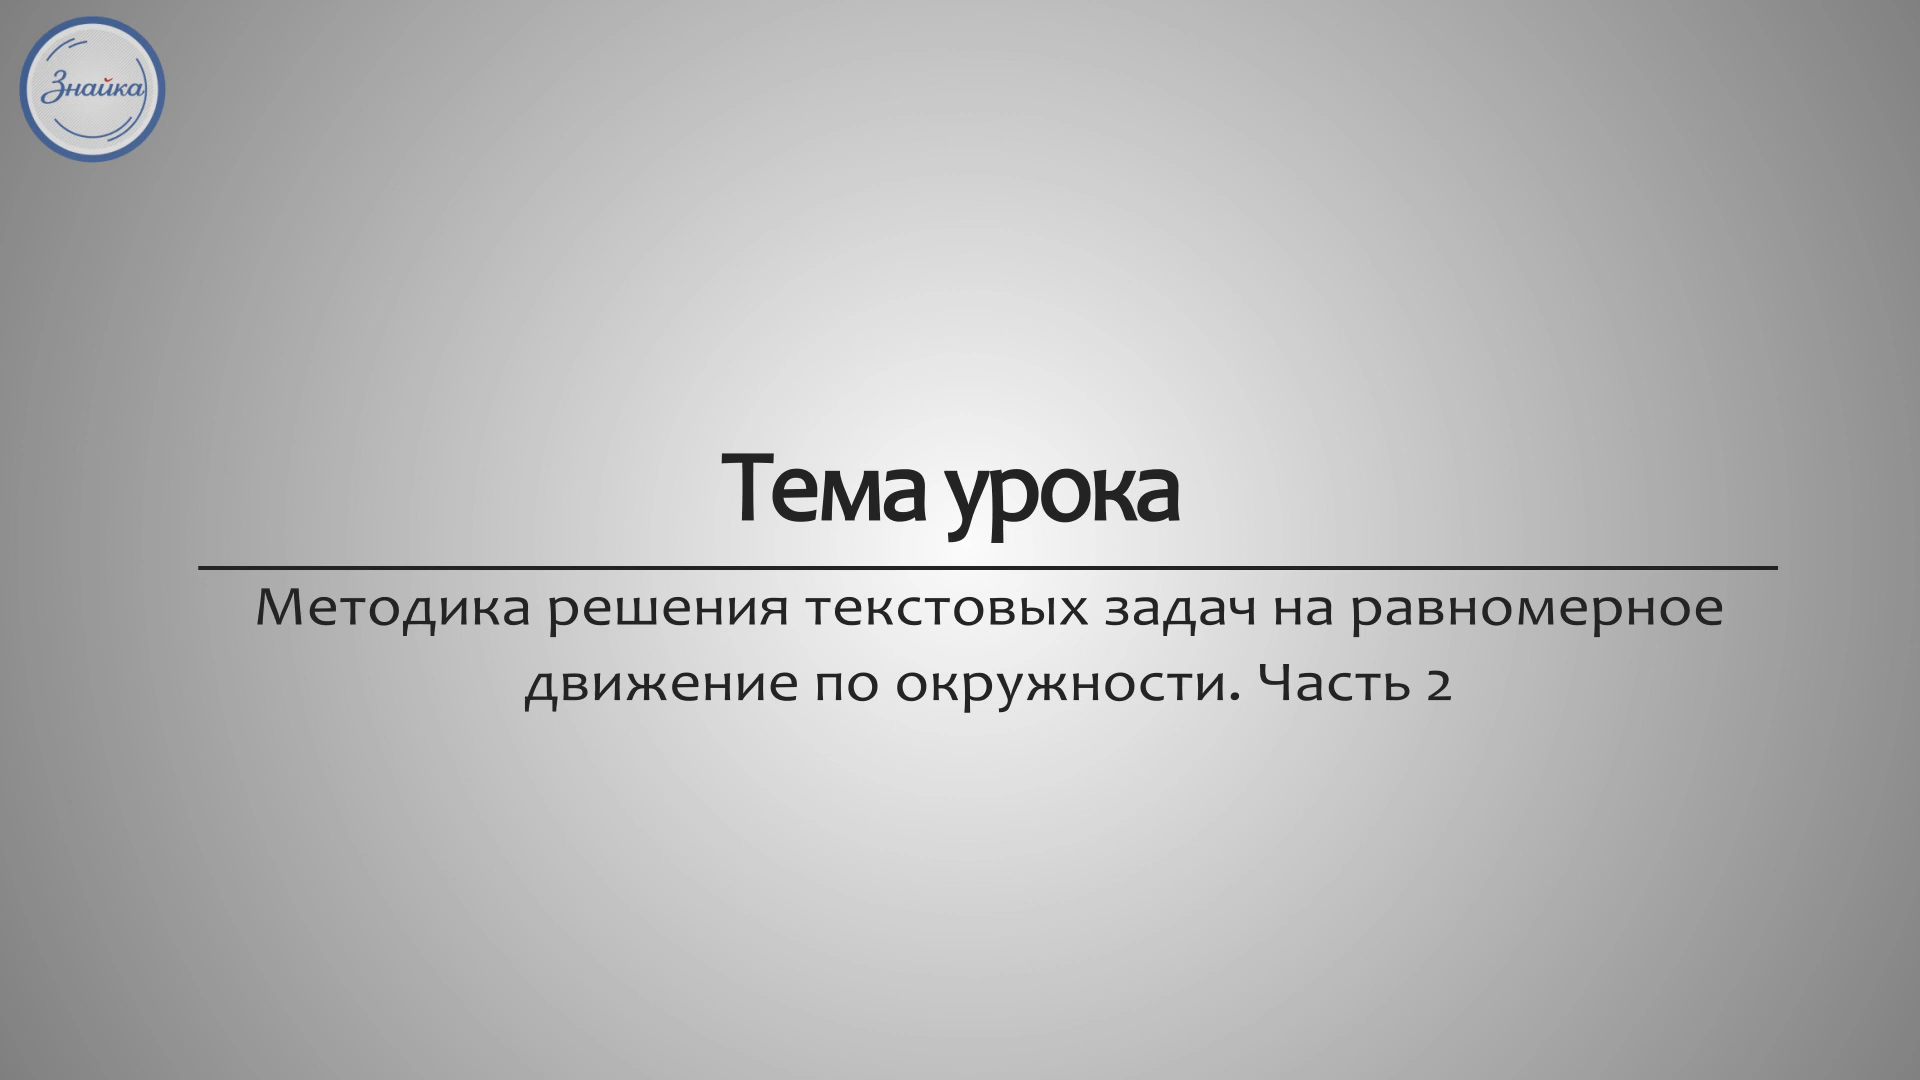 Знайка
Тема урока
Методика решения текстовых задач на равномерное
движение по окружности. Часть 2